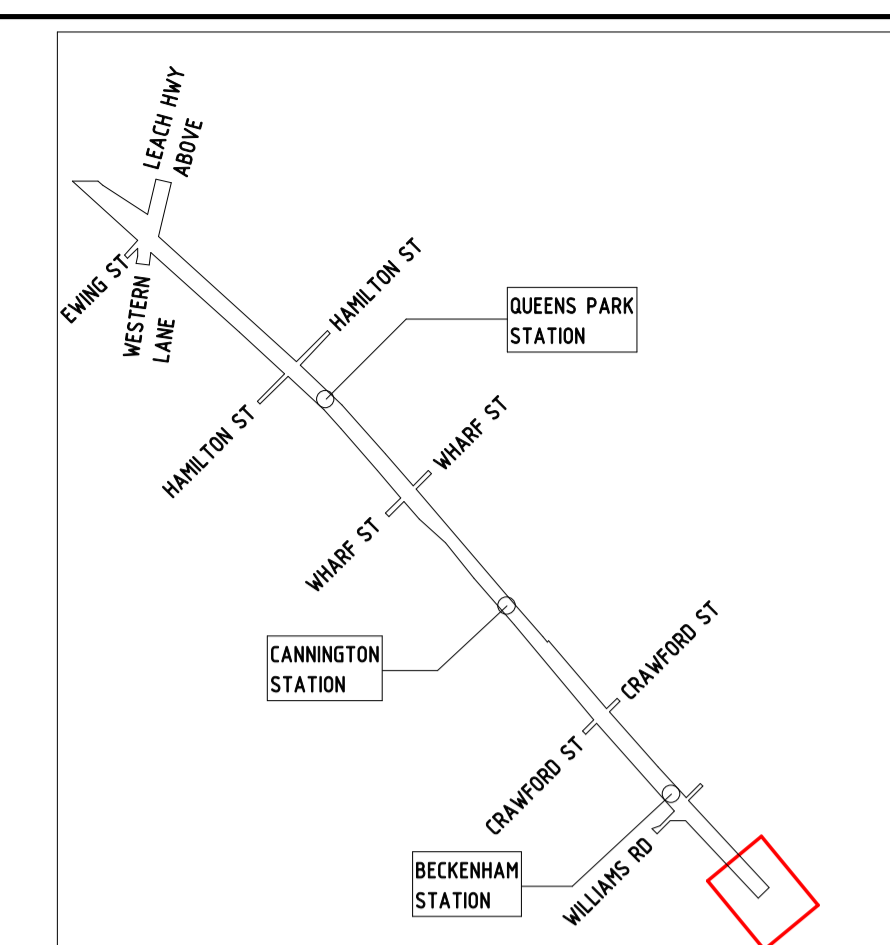 LEACH HWY
ABOVE
EWING ST
WESTERN
LANE
HAMILTON ST
QUEENS PARK
STATION
HAMILTON ST
WHARF ST
WHARF ST
CANNINGTON
STATION
CRAWFORD ST
CRAWFORD ST
WILLIAMS RD
BECKENHAM
STATION